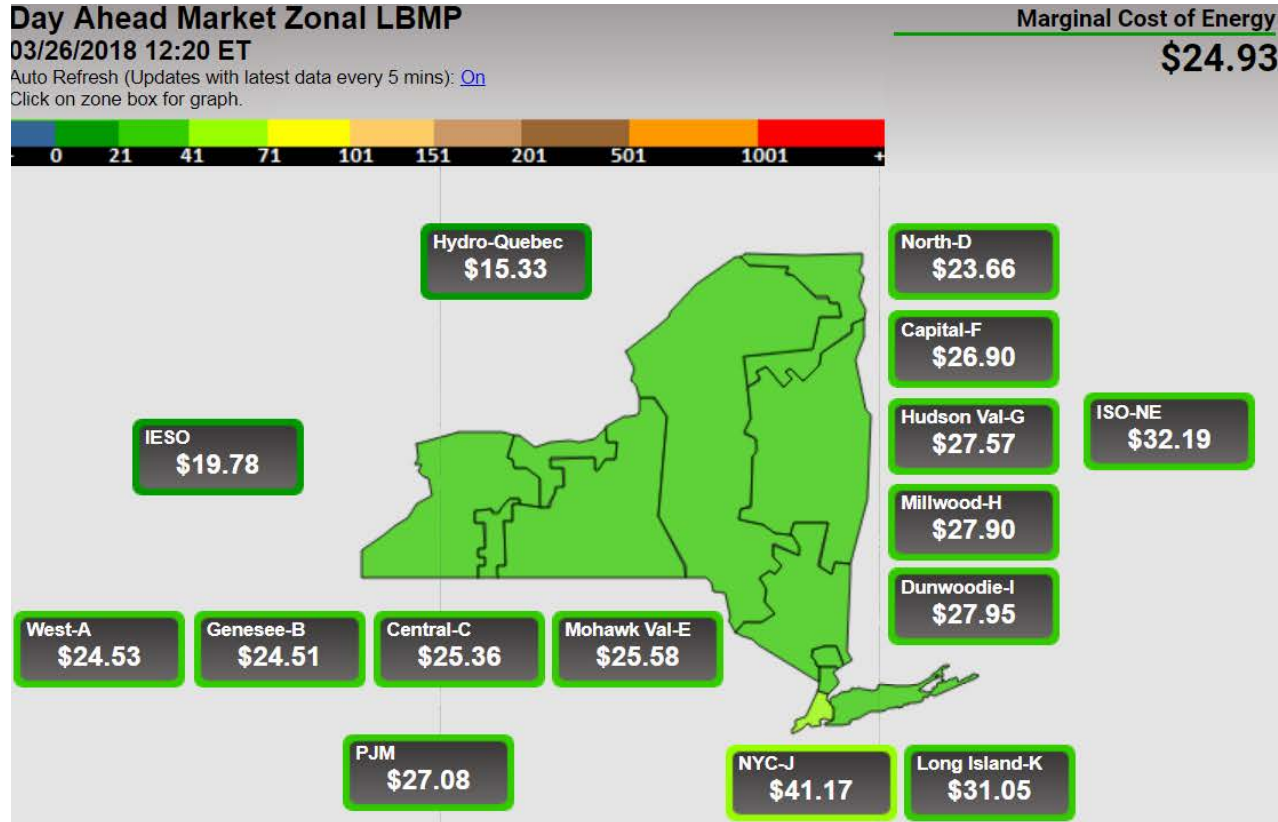 Day Ahead Market Zonal LBMP
03/26/2018 12:20 ET
Auto Refresh (Updates with latest data every 5 mins): On
Click on zone box for graph.
Marginal Cost of Energy
$24.93
- 0 21 41 71 101 151 201 501 1001 +
Hydro-Quebec
$15.33
North-D
$23.66
Capital-F
$26.90
IESO
$19.78
Hudson Val-G
$27.57
ISO-NE
$32.19
Millwood-H
$27.90
Dunwoodie-I
$27.95
West-A
$24.53
Genesee-B
$24.51
Central-C
$25.36
Mohawk Val-E
$25.58
PJM
$27.08
NYC-J
$41.17
Long Island-K
$31.05